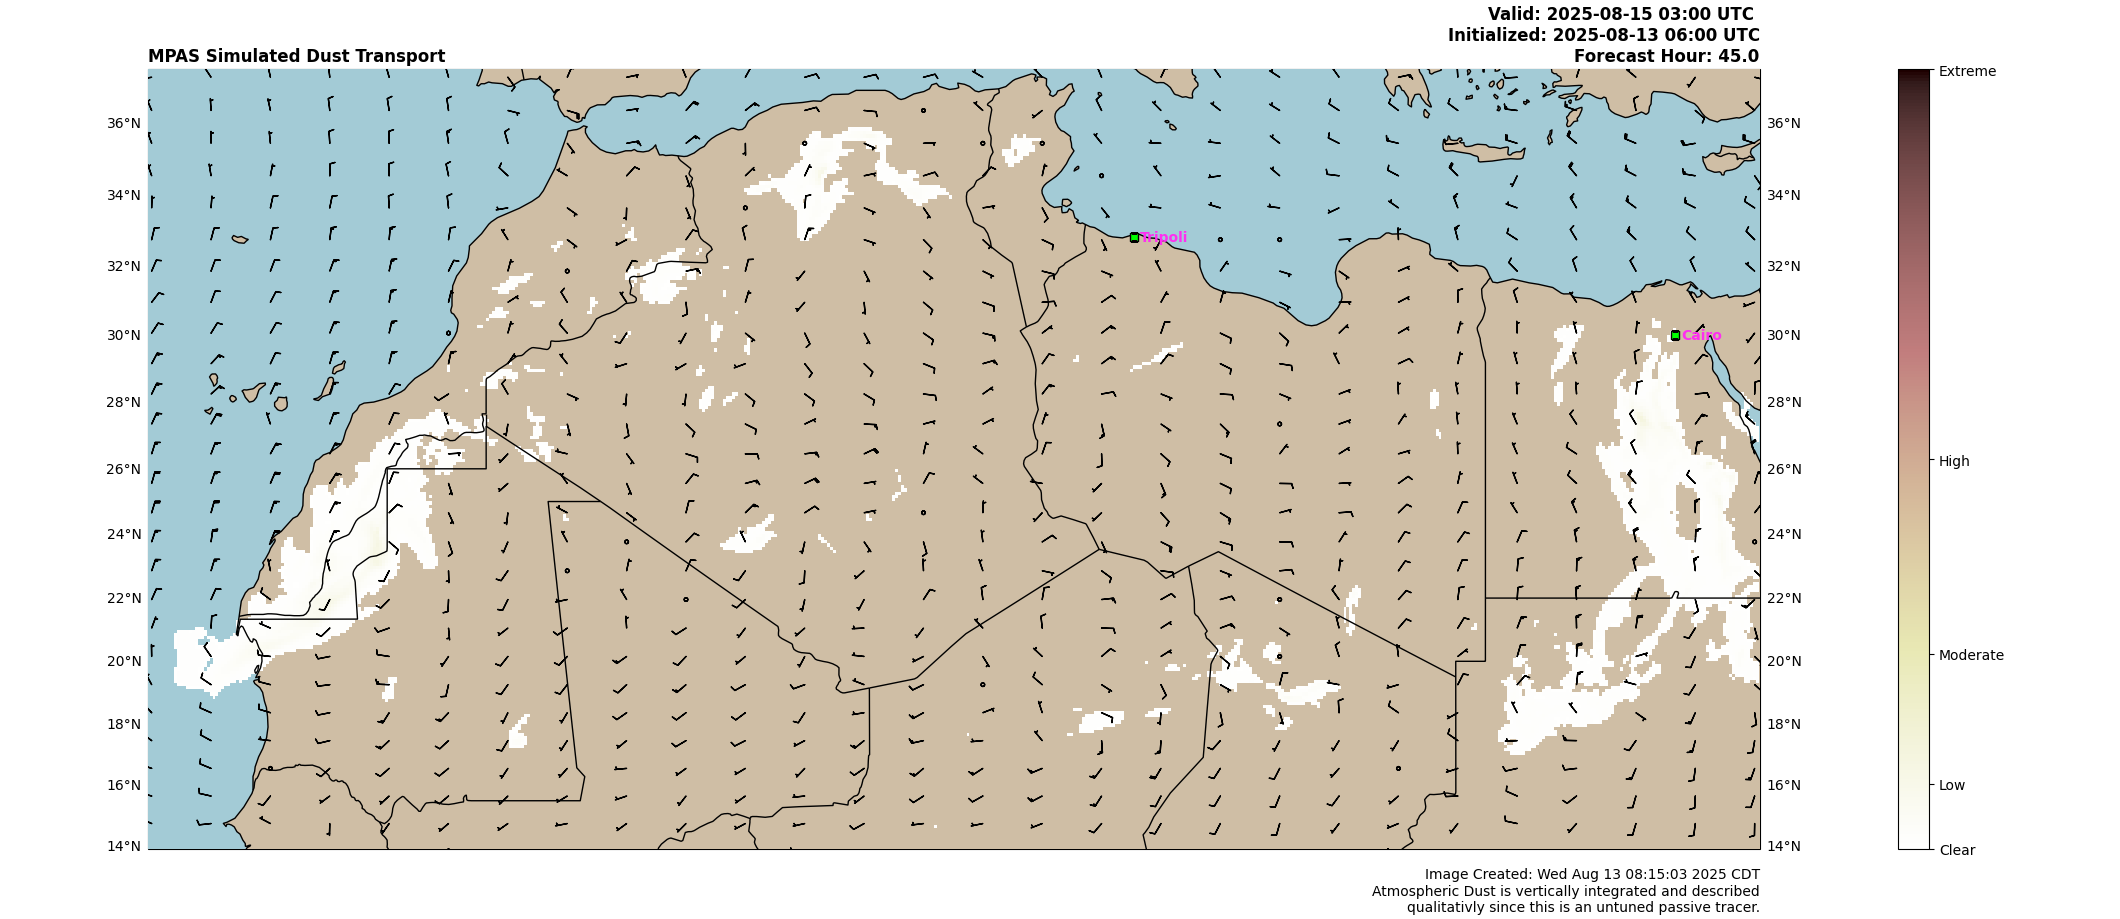 Valid: 2025-08-15 03:00 UTC
Initialized: 2025-08-13 06:00 UTC
MPAS Simulated Dust Transport
Forecast Hour: 45.0
Extreme
36°N
36°N
34°N
34°N
Tripoli
32°N
32°N
30°N
Cairo
30°N
28°N
28°N
26°N
26°N
High
24°N
24°N
22°N
22°N
20°N
20°N
Moderate
18°N
18°N
16°N
16°N
Low
14°N
14°N
Clear
Image Created: Wed Aug 13 08:15:03 2025 CDT
Atmospheric Dust is vertically integrated and described
qualitativly since this is an untuned passive tracer.